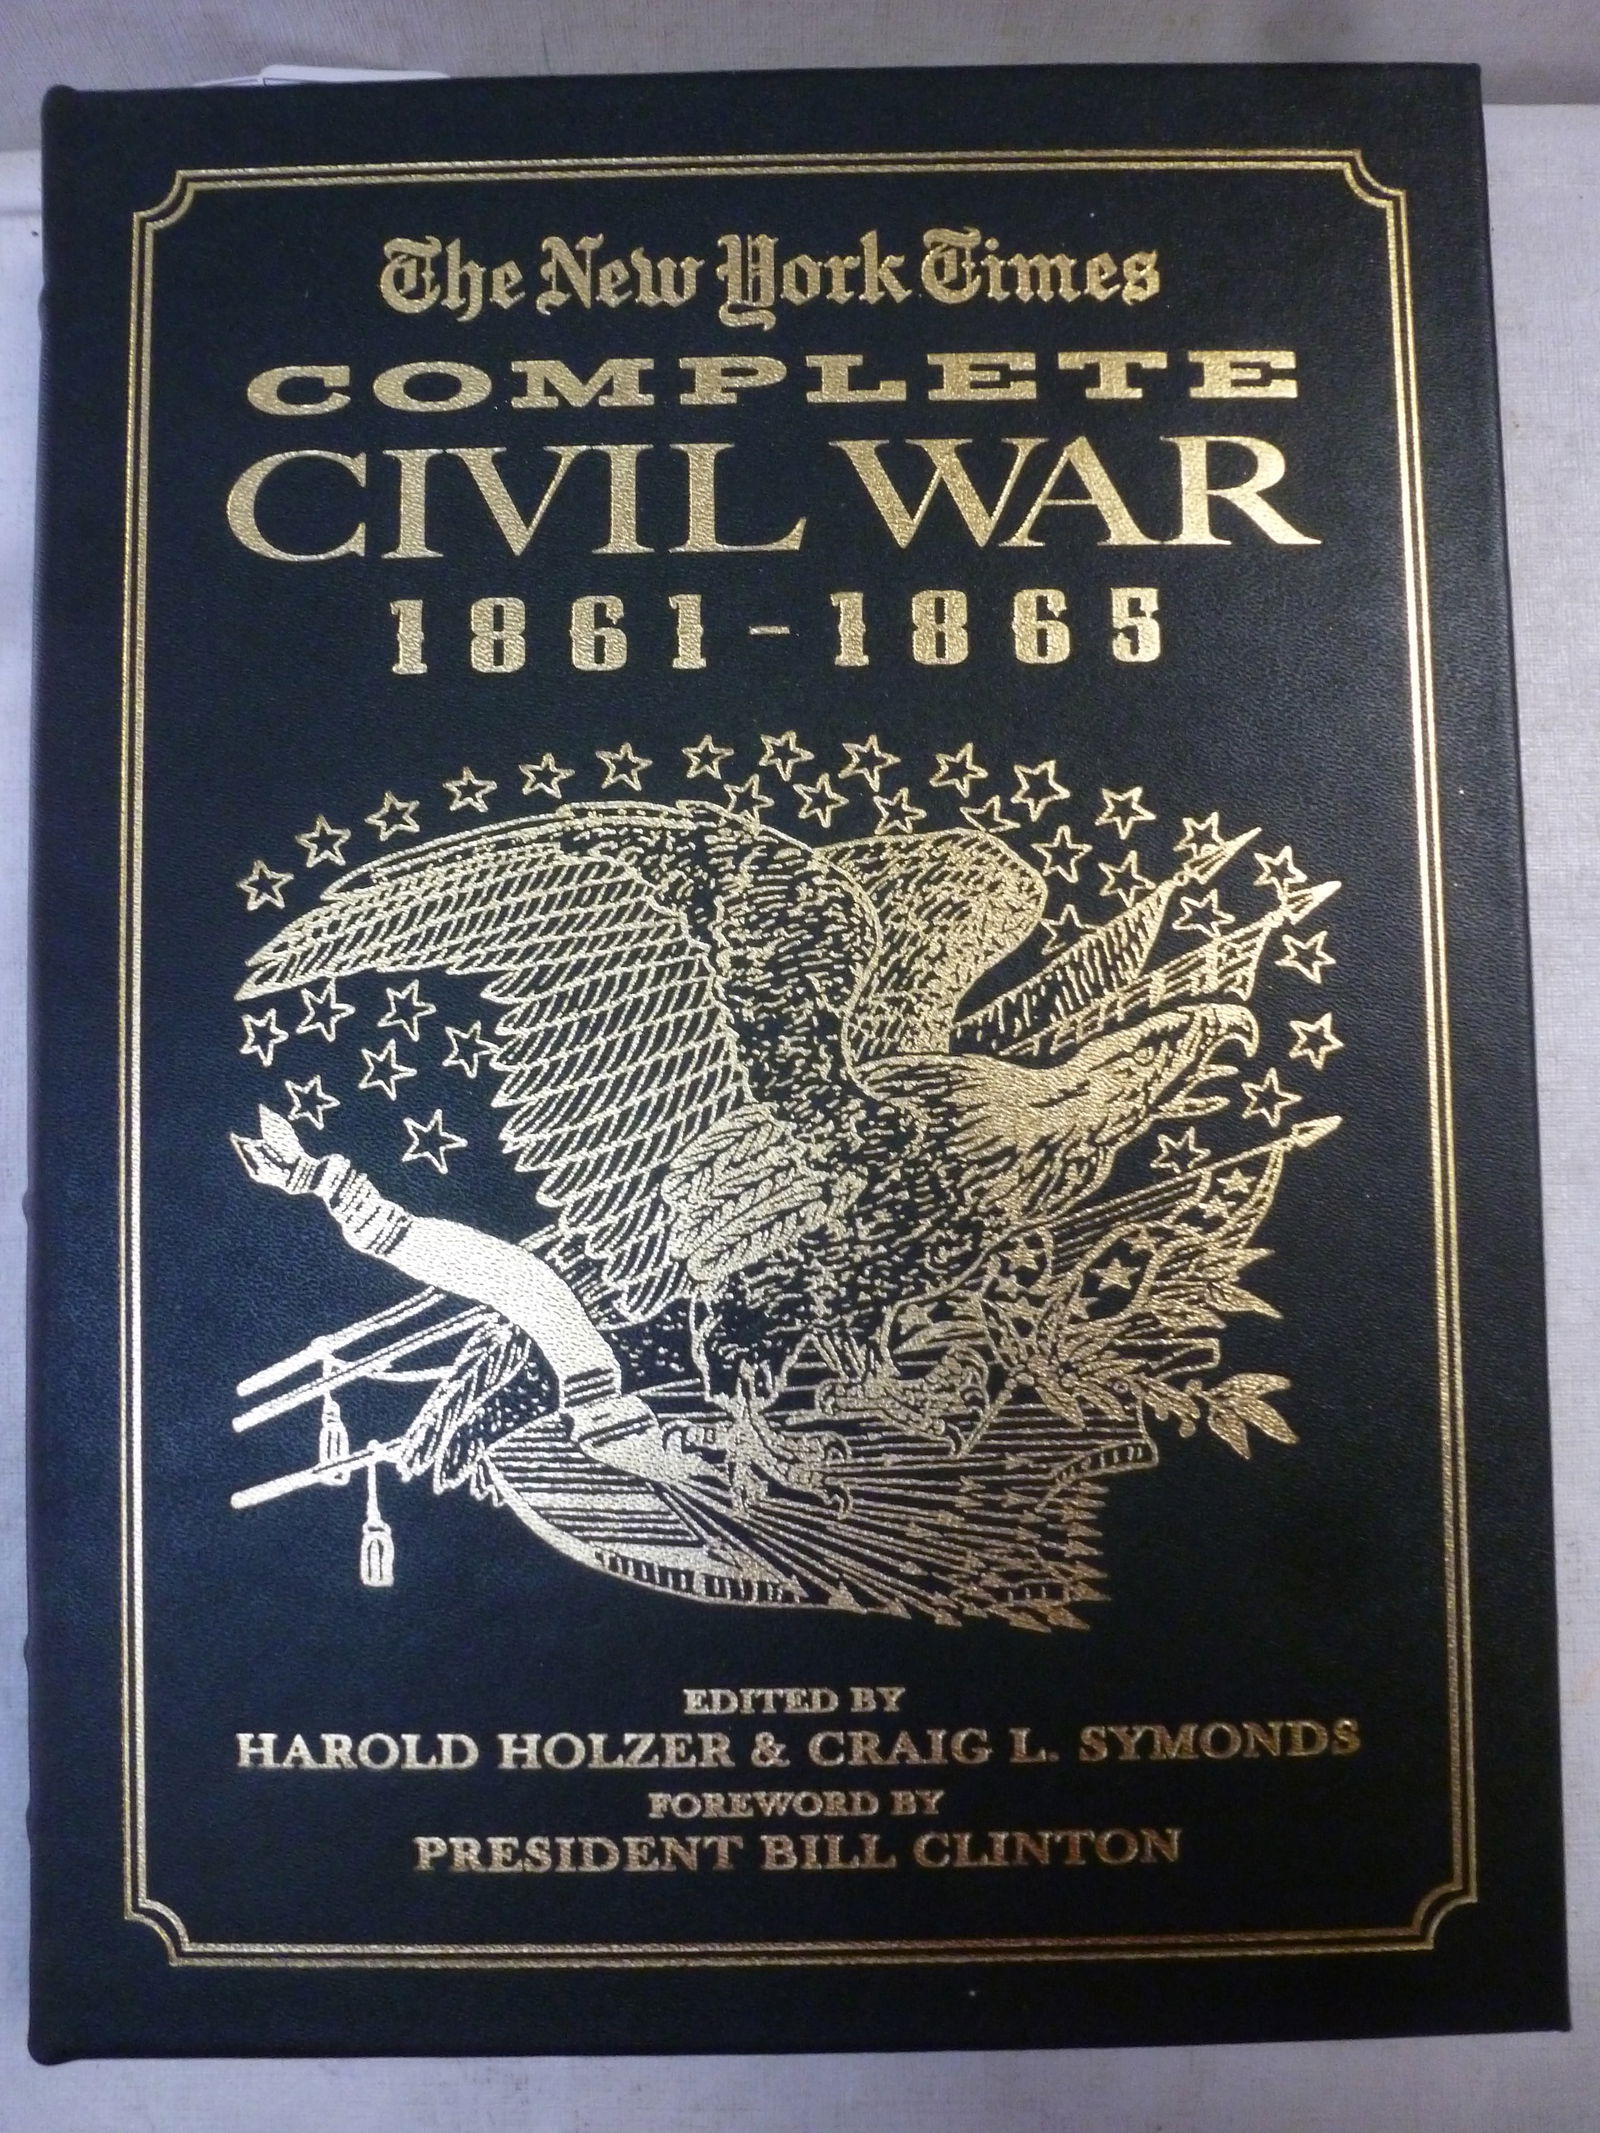 The New York Times
COMPLETE
CIVIL WAR
1861-1865
EDITED BY
HAROLD HOLZER & CRAIG L. SYMONDS
FOREWORD BY
PRESIDENT BILL CLINTON